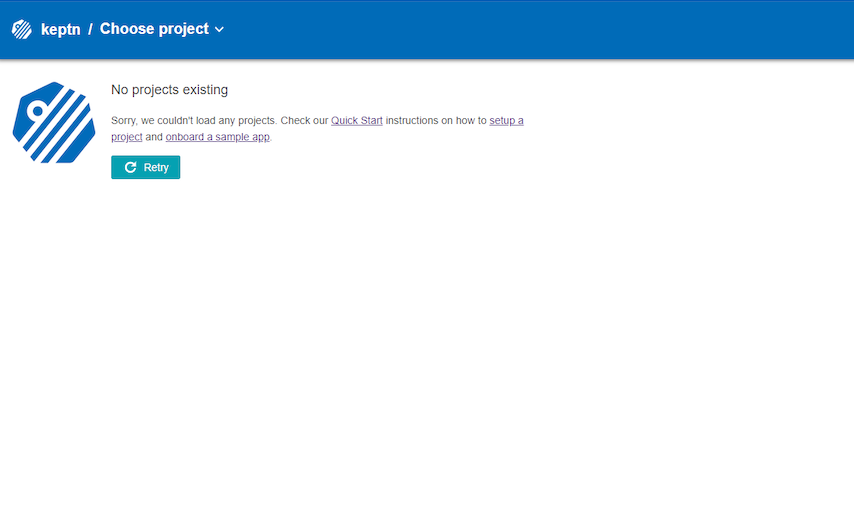 keptn / Choose project
No projects existing
Sorry, we couldn't load any projects. Check our Quick Start instructions on how to setup a
project and onboard a sample app.
Retry